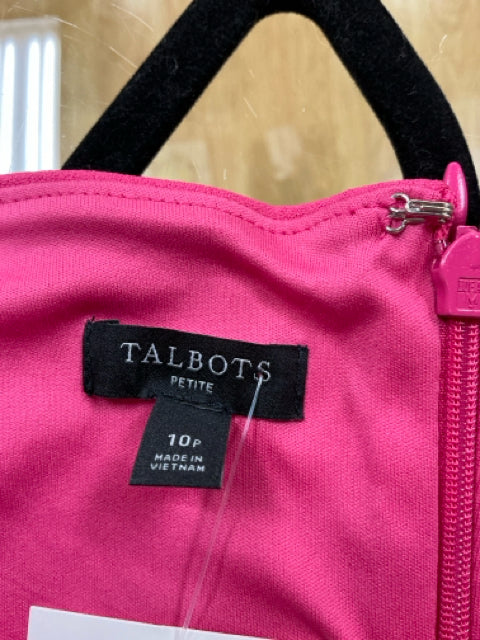 TALBOTS
PETITE
10P
MADE IN
VIETNAM